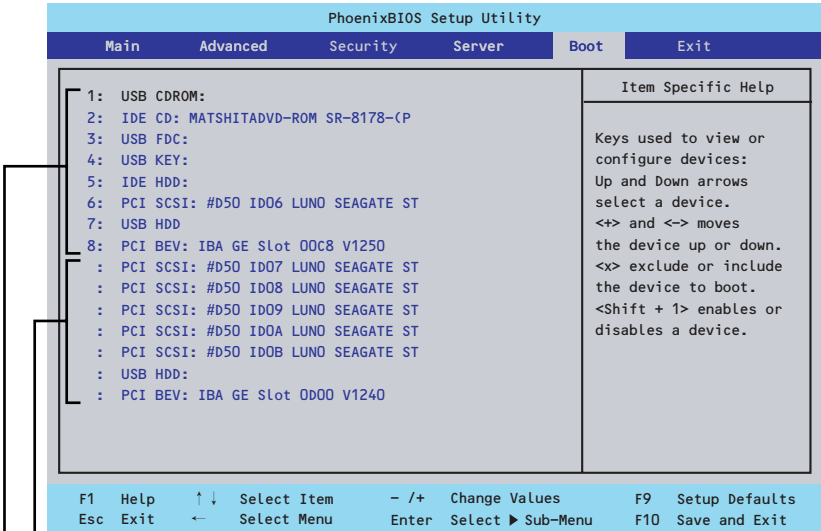 PhoenixBIOS Setup Utility
Main Advanced Security Server Boot Exit
1: USB CDROM:
2: IDE CD: MATSHITADVD-ROM SR-8178-(P
3: USB FDC:
4: USB KEY:
5: IDE HDD:
6: PCI SCSI: #D50 ID06 LUN0 SEAGATE ST
7: USB HDD
8: PCI BEV: IBA GE Slot 00C8 V1250
: PCI SCSI: #D50 ID07 LUN0 SEAGATE ST
: PCI SCSI: #D50 ID08 LUN0 SEAGATE ST
: PCI SCSI: #D50 ID09 LUN0 SEAGATE ST
: PCI SCSI: #D50 ID0A LUN0 SEAGATE ST
: PCI SCSI: #D50 ID0B LUN0 SEAGATE ST
: USB HDD:
: PCI BEV: IBA GE Slot 0D00 V1240
Item Specific Help
Keys used to view or
configure devices:
Up and Down arrows
select a device.
<+> and <-> moves
the device up or down.
<x> exclude or include
the device to boot.
<Shift + 1> enables or
disables a device.
F1 Help ↑↓ Select Item - /+ Change Values F9 Setup Defaults
Esc Exit ← Select Menu Enter Select ▶ Sub-Menu F10 Save and Exit